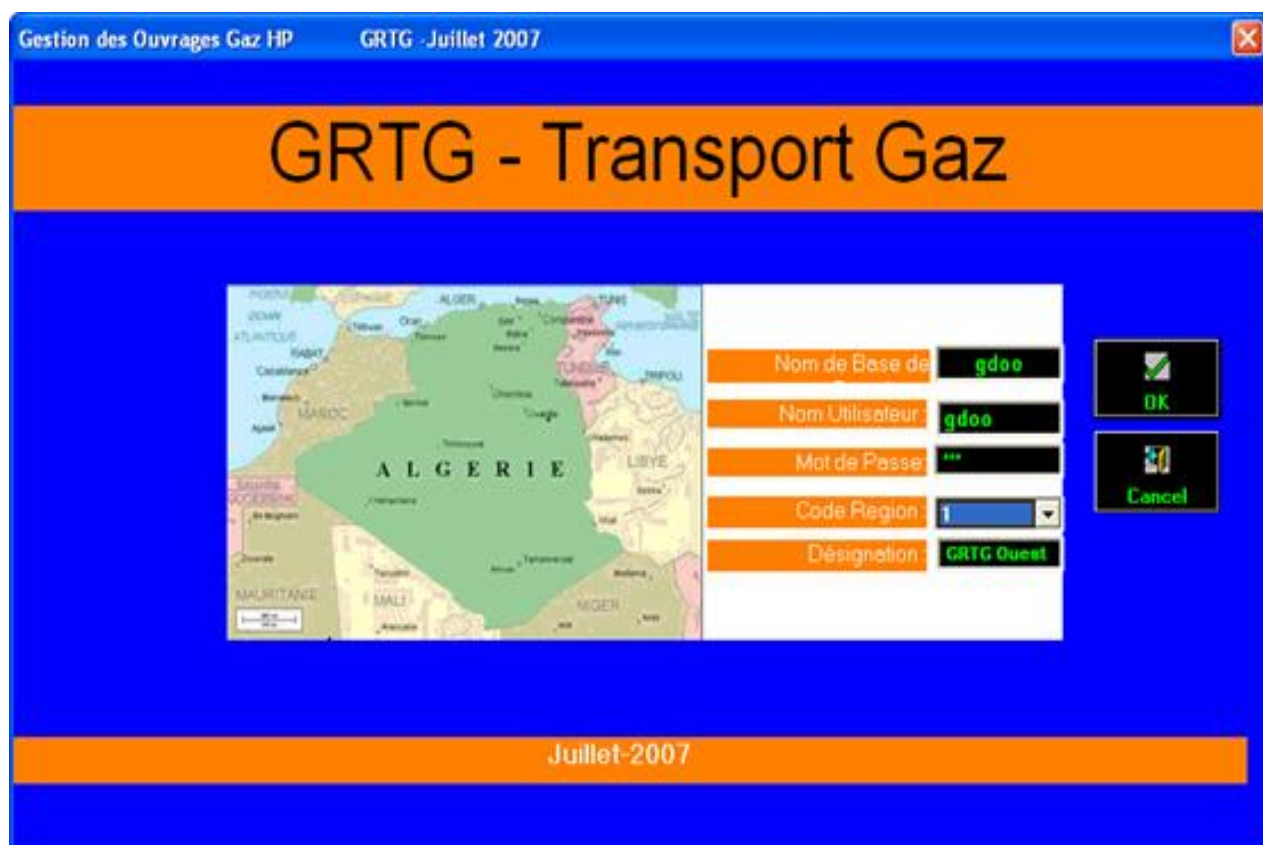 Gestion des Ouvrages Gaz HP GRTG -Juillet 2007
GRTG - Transport Gaz
ALGER
TUNIS
Oran
RABAT
Casablanca
TRIPOLI
MAROC
ALGERIE
LIBYE
MAURITANIE
MALI
NIGER
Nom de Base de
gdoo
Nom Utilisateur :
gdoo
Mot de Passe:
***
Code Region :
1
Désignation :
GRTG Ouest
OK
Cancel
Juillet-2007